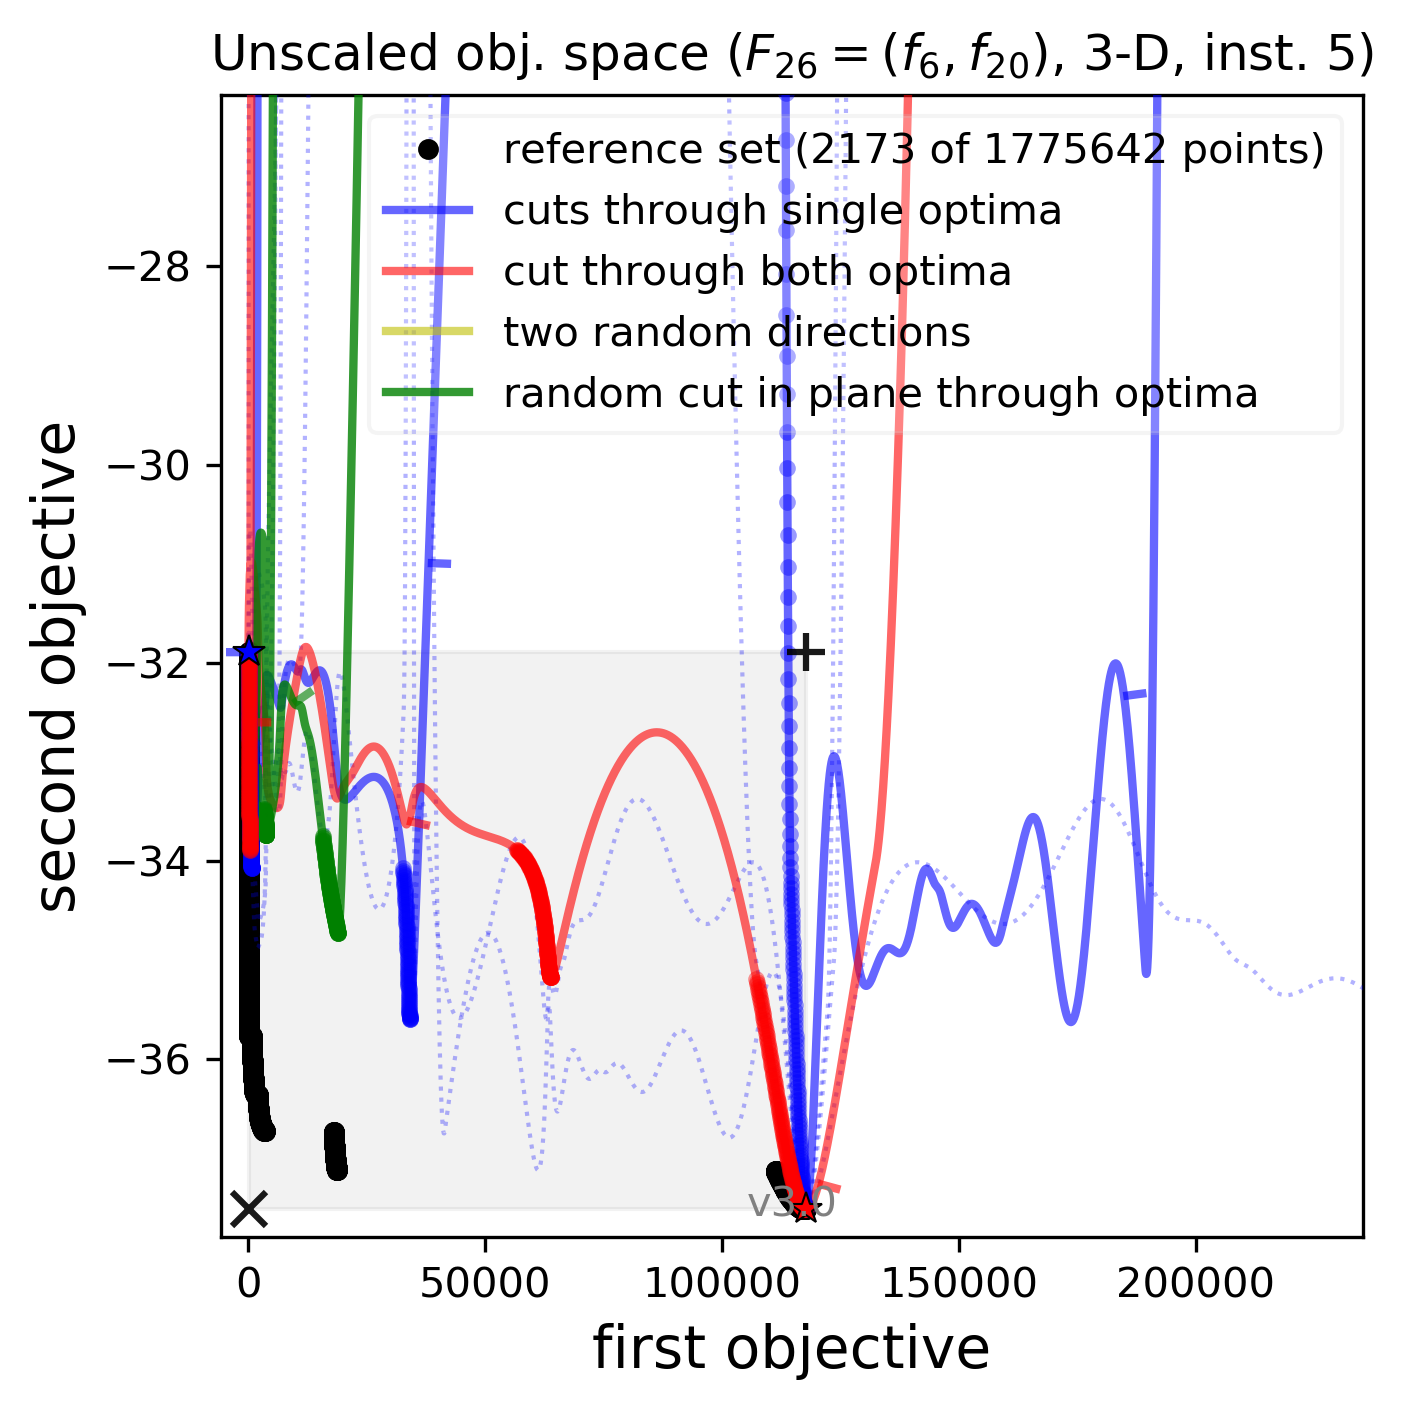 Unscaled obj. space (F₂₆ = (f₆, f₂₀), 3-D, inst. 5)
reference set (2173 of 1775642 points)
cuts through single optima
cut through both optima
two random directions
random cut in plane through optima
second objective
−28
−30
−32
−34
−36
v3.0
0 50000 100000 150000 200000
first objective